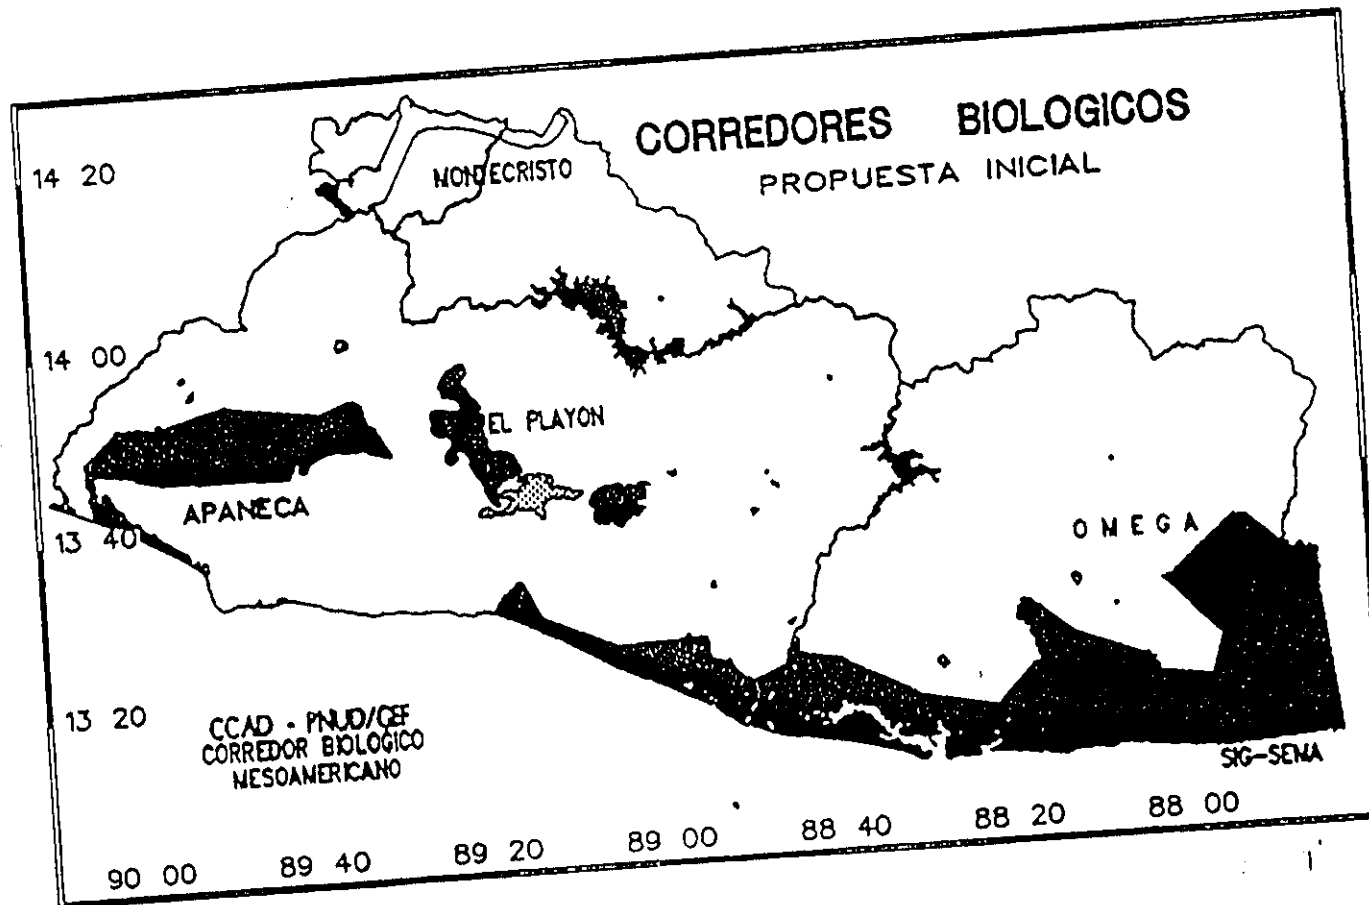 CORREDORES BIOLOGICOS
PROPUESTA INICIAL
14 20
MONTECRISTO
14 00
EL PLAYON
APANECA
13 40
OMEGA
13 20
CCAD - PNUD/GEF
CORREDOR BIOLOGICO
MESOAMERICANO
SIG-SEMA
90 00 89 40 89 20 89 00 88 40 88 20 88 00